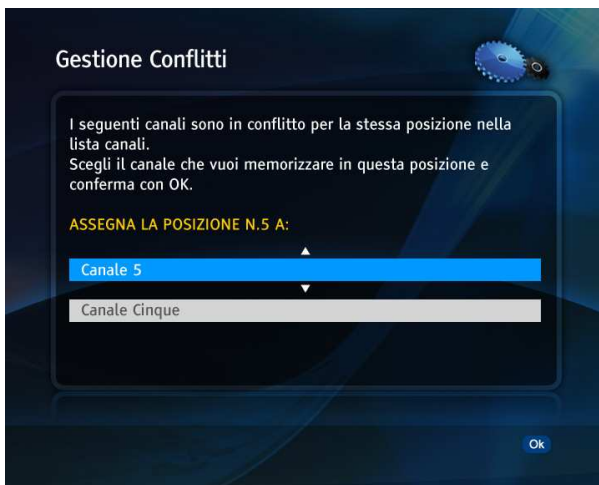 Gestione Conflitti
I seguenti canali sono in conflitto per la stessa posizione nella
lista canali.
Scegli il canale che vuoi memorizzare in questa posizione e
conferma con OK.
ASSEGNA LA POSIZIONE N.5 A:
Canale 5
Canale Cinque
Ok